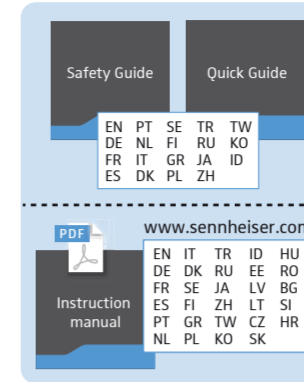 Safety Guide
Quick Guide
EN PT SE TR TW
DE NL FI RU KO
FR IT GR JA ID
ES DK PL ZH
www.sennheiser.com
PDF
Instruction
manual
EN IT TR ID HU
DE DK RU EE RO
FR SE JA LV BG
ES FI ZH LT SI
PT GR TW CZ HR
NL PL KO SK